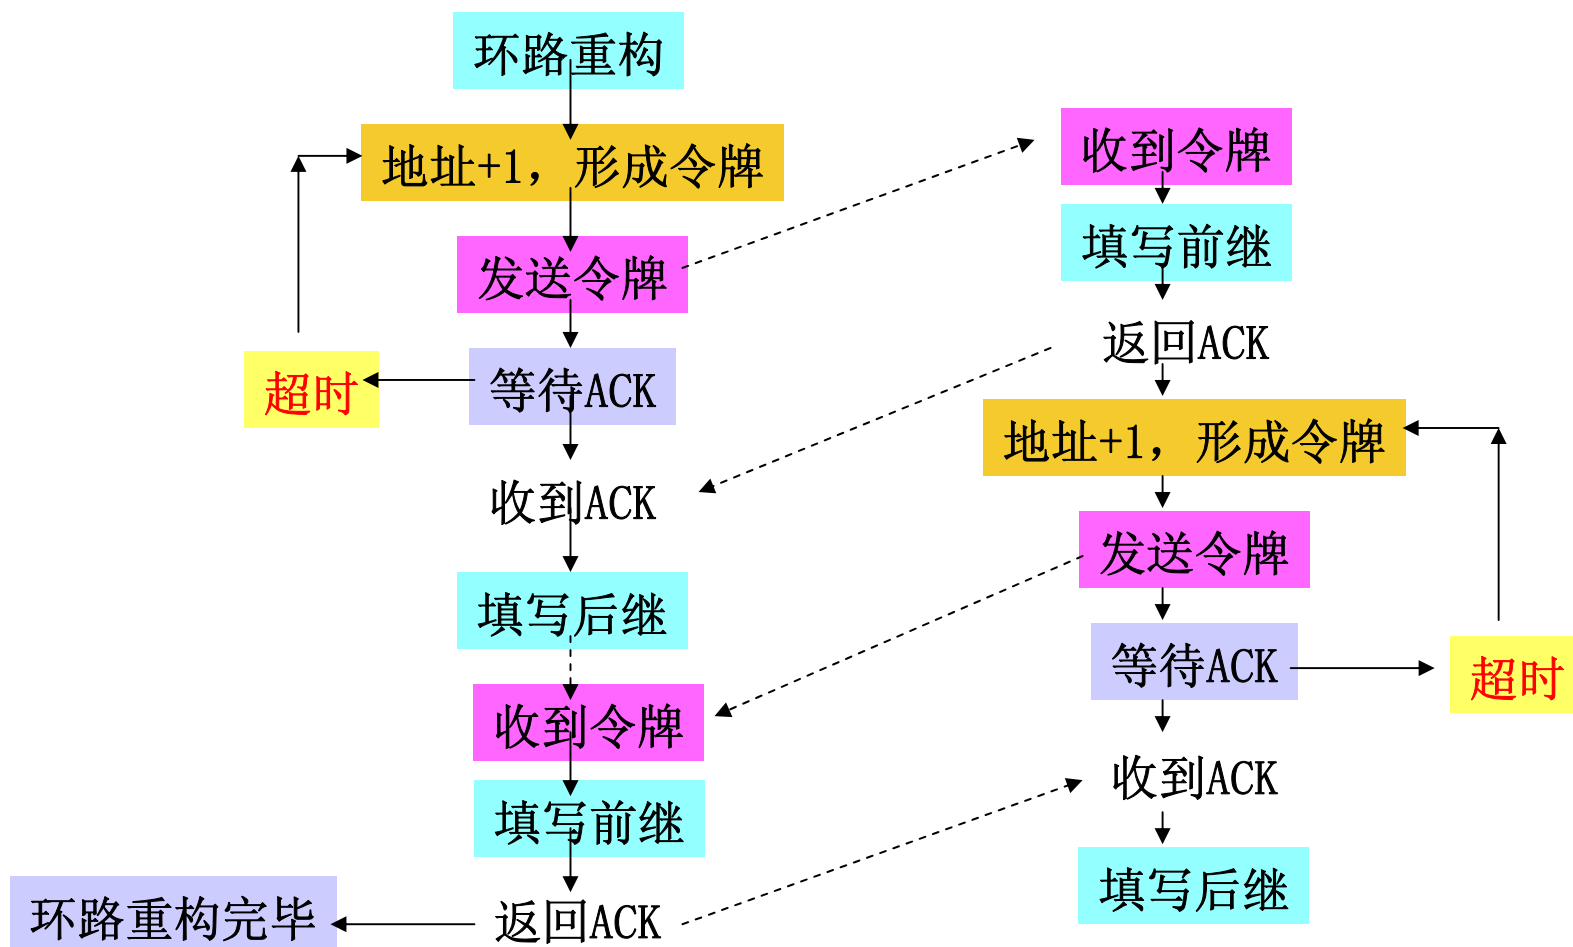 环路重构
地址+1，形成令牌
发送令牌
等待ACK
超时
收到ACK
填写后继
收到令牌
填写前继
返回ACK
环路重构完毕
收到令牌
填写前继
返回ACK
地址+1，形成令牌
发送令牌
等待ACK
超时
收到ACK
填写后继